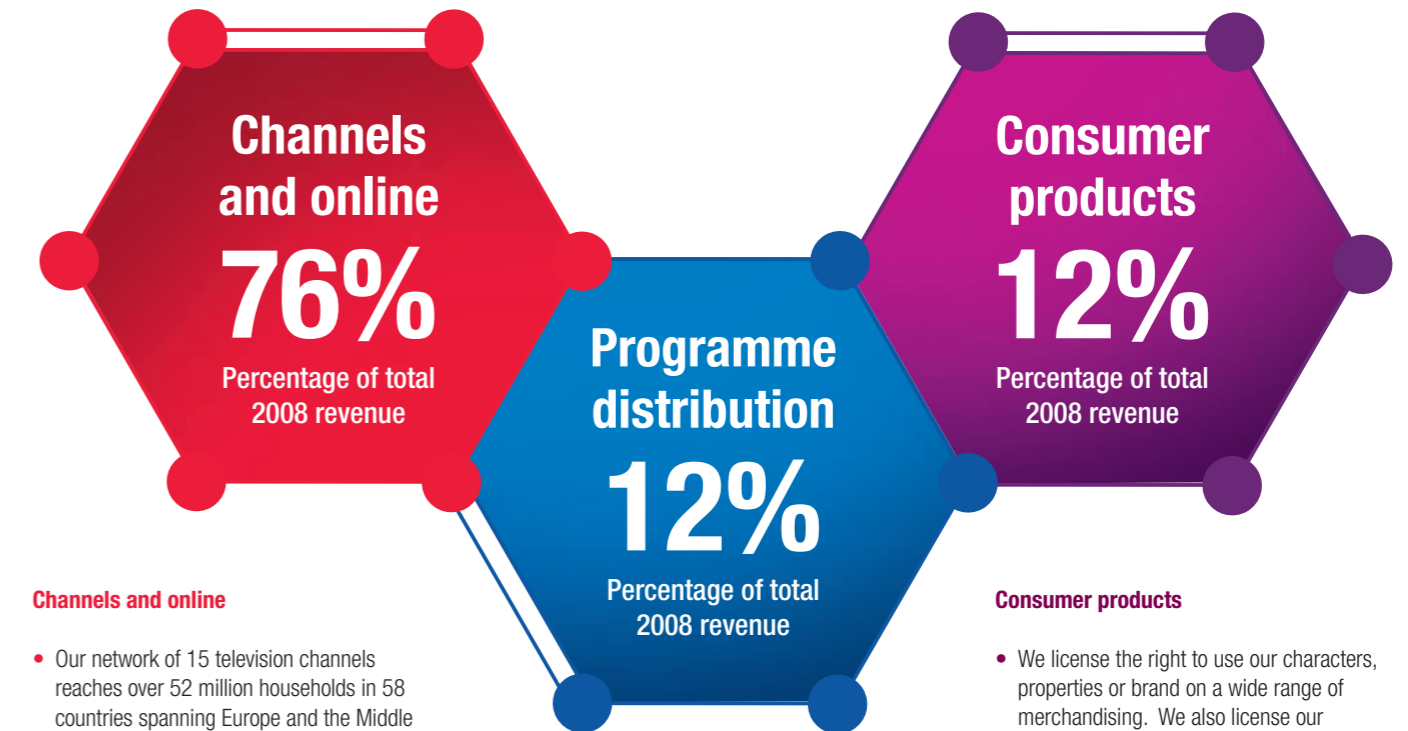 Channels
and online
76%
Percentage of total
2008 revenue
Programme
distribution
12%
Percentage of total
2008 revenue
Consumer
products
12%
Percentage of total
2008 revenue
Channels and online
• Our network of 15 television channels
reaches over 52 million households in 58
countries spanning Europe and the Middle
Consumer products
• We license the right to use our characters,
properties or brand on a wide range of
merchandising.  We also license our